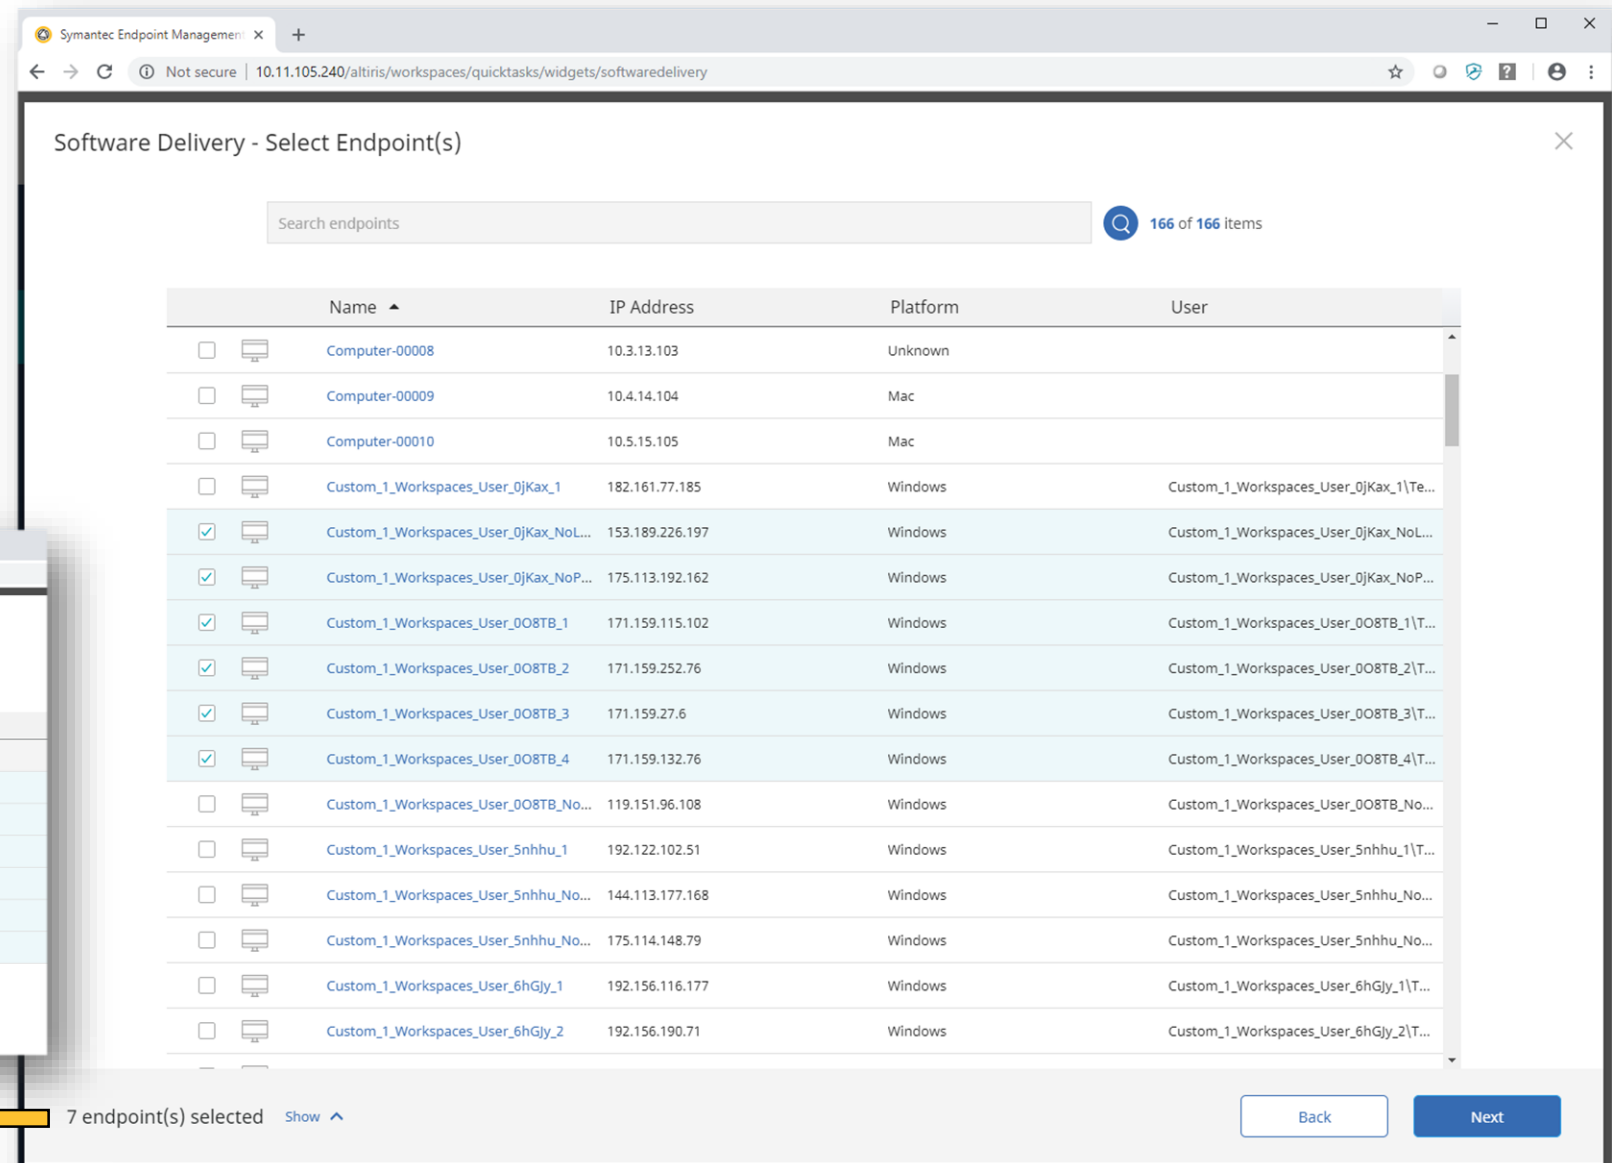 Symantec Endpoint Management
Not secure | 10.11.105.240/altiris/workspaces/quicktasks/widgets/softwaredelivery
Software Delivery - Select Endpoint(s)
Search endpoints
166 of 166 items
Name IP Address Platform User
Computer-00008 10.3.13.103 Unknown
Computer-00009 10.4.14.104 Mac
Computer-00010 10.5.15.105 Mac
Custom_1_Workspaces_User_0jKax_1 182.161.77.185 Windows Custom_1_Workspaces_User_0jKax_1\Te...
Custom_1_Workspaces_User_0jKax_NoL... 153.189.226.197 Windows Custom_1_Workspaces_User_0jKax_NoL...
Custom_1_Workspaces_User_0jKax_NoP... 175.113.192.162 Windows Custom_1_Workspaces_User_0jKax_NoP...
Custom_1_Workspaces_User_0O8TB_1 171.159.115.102 Windows Custom_1_Workspaces_User_0O8TB_1\T...
Custom_1_Workspaces_User_0O8TB_2 171.159.252.76 Windows Custom_1_Workspaces_User_0O8TB_2\T...
Custom_1_Workspaces_User_0O8TB_3 171.159.27.6 Windows Custom_1_Workspaces_User_0O8TB_3\T...
Custom_1_Workspaces_User_0O8TB_4 171.159.132.76 Windows Custom_1_Workspaces_User_0O8TB_4\T...
Custom_1_Workspaces_User_0O8TB_No... 119.151.96.108 Windows Custom_1_Workspaces_User_0O8TB_No...
Custom_1_Workspaces_User_5nhhu_1 192.122.102.51 Windows Custom_1_Workspaces_User_5nhhu_1\T...
Custom_1_Workspaces_User_5nhhu_No... 144.113.177.168 Windows Custom_1_Workspaces_User_5nhhu_No...
Custom_1_Workspaces_User_5nhhu_No... 175.114.148.79 Windows Custom_1_Workspaces_User_5nhhu_No...
Custom_1_Workspaces_User_6hGJy_1 192.156.116.177 Windows Custom_1_Workspaces_User_6hGJy_1\T...
Custom_1_Workspaces_User_6hGJy_2 192.156.190.71 Windows Custom_1_Workspaces_User_6hGJy_2\T...
7 endpoint(s) selected Show Back Next